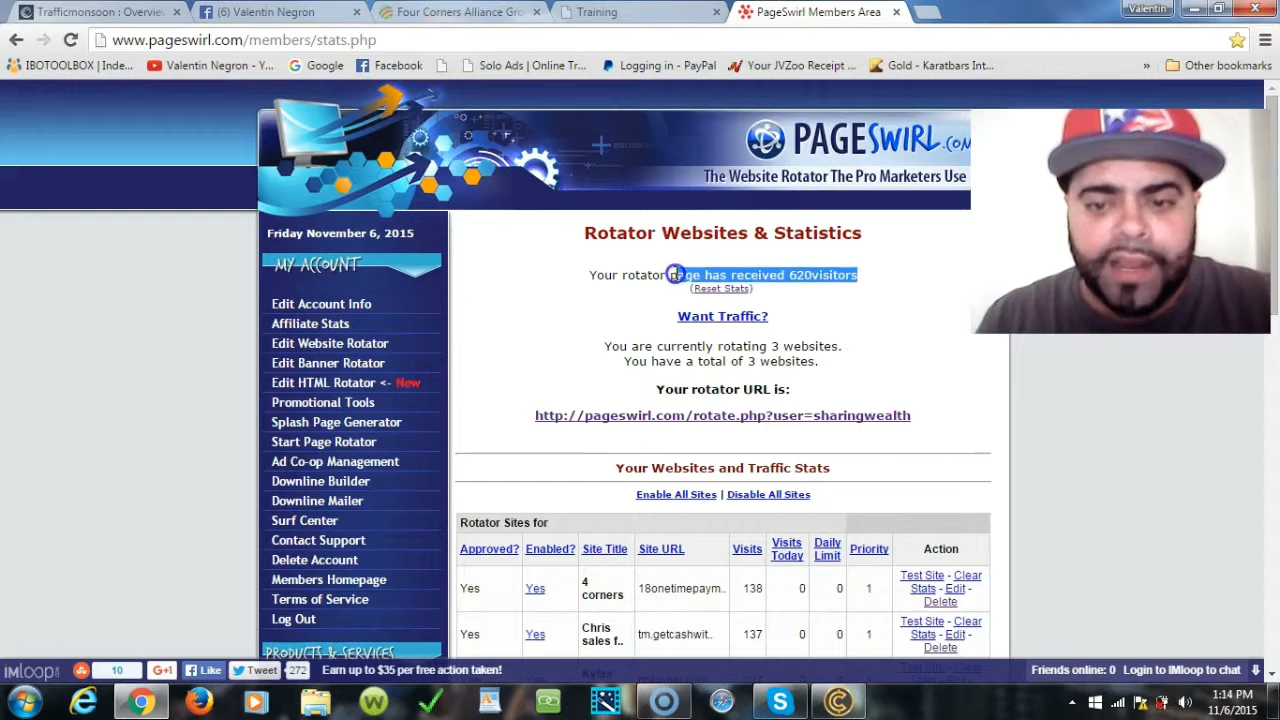 Trafficmonsoon : Overview
(6) Valentin Negron
Four Corners Alliance Gro
Training
PageSwirl Members Area
Valentin
www.pageswirl.com/members/stats.php
IBOTOOLBOX | Inde...
Valentin Negron - Y...
Google
Facebook
Solo Ads | Online Tr...
Logging in - PayPal
Your JVZoo Receipt ...
Gold - Karatbars Int...
»
Other bookmarks
PAGESWIRL.COM
The Website Rotator The Pro Marketers Use
Friday November 6, 2015
MY ACCOUNT
Edit Account Info
Affiliate Stats
Edit Website Rotator
Edit Banner Rotator
Edit HTML Rotator <- New
Promotional Tools
Splash Page Generator
Start Page Rotator
Ad Co-op Management
Downline Builder
Downline Mailer
Surf Center
Contact Support
Delete Account
Members Homepage
Terms of Service
Log Out
PRODUCTS & SERVICES
Rotator Websites & Statistics
Your rotator page has received 620visitors
(Reset Stats)
Want Traffic?
You are currently rotating 3 websites.
You have a total of 3 websites.
Your rotator URL is:
http://pageswirl.com/rotate.php?user=sharingwealth
Your Websites and Traffic Stats
Enable All Sites | Disable All Sites
Rotator Sites for
Approved? Enabled? Site Title Site URL Visits Visits Today Daily Limit Priority Action
Yes Yes 4 corners 18onetimepaym.. 138 0 0 1 Test Site - Clear Stats - Edit - Delete
Yes Yes Chris sales f.. tm.getcashwit.. 137 0 0 1 Test Site - Clear Stats - Edit - Delete
IMloop
10
+1
Like
Tweet
272
Earn up to $35 per free action taken!
Friends online: 0
Login to IMloop to chat
1:14 PM
11/6/2015